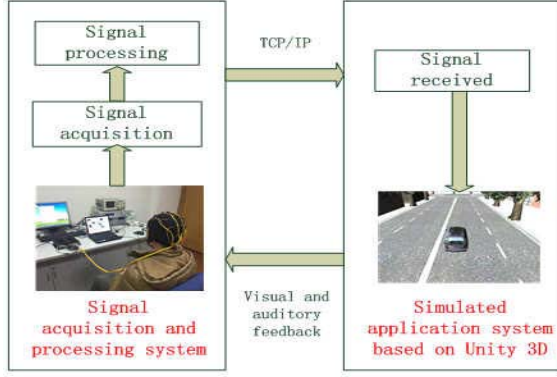 Signal
processing
Signal
acquisition
Signal
acquisition and
processing system
TCP/IP
Visual and
auditory
feedback
Signal
received
Simulated
application system
based on Unity 3D